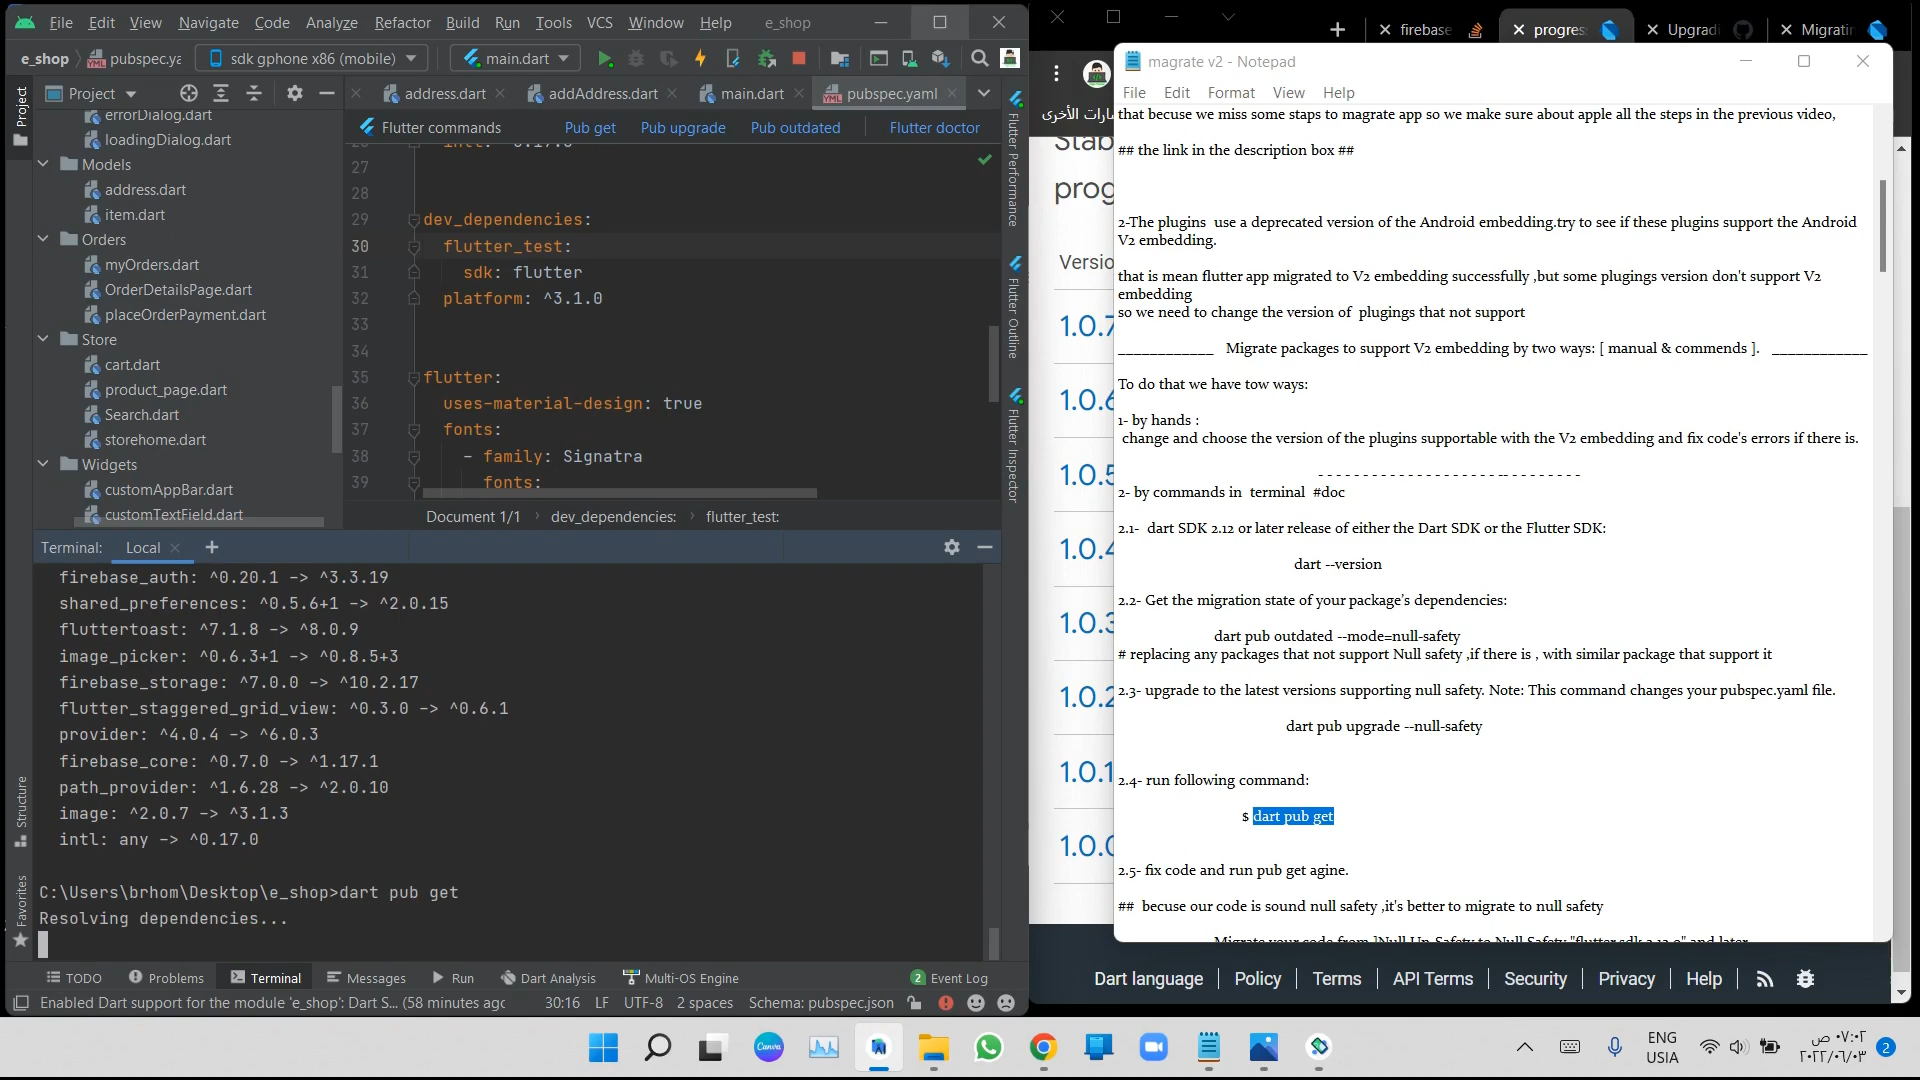 File Edit View Navigate Code Analyze Refactor Build Run Tools VCS Window Help e_shop
e_shop pubspec.ya sdk gphone x86 (mobile) main.dart
Project
address.dart addAddress.dart main.dart pubspec.yaml
Flutter commands Pub get Pub upgrade Pub outdated Flutter doctor
Project
errorDialog.dart
loadingDialog.dart
Models
address.dart
item.dart
Orders
myOrders.dart
OrderDetailsPage.dart
placeOrderPayment.dart
Store
cart.dart
product_page.dart
Search.dart
storehome.dart
Widgets
customAppBar.dart
customTextField.dart
27
28
29 dev_dependencies:
30 flutter_test:
31 sdk: flutter
32 platform: ^3.1.0
33
34
35 flutter:
36 uses-material-design: true
37 fonts:
38 - family: Signatra
39 fonts:
Document 1/1 dev_dependencies: flutter_test:
Flutter Performance
Flutter Outline
Flutter Inspector
Terminal: Local
firebase_auth: ^0.20.1 -> ^3.3.19
shared_preferences: ^0.5.6+1 -> ^2.0.15
fluttertoast: ^7.1.8 -> ^8.0.9
image_picker: ^0.6.3+1 -> ^0.8.5+3
firebase_storage: ^7.0.0 -> ^10.2.17
flutter_staggered_grid_view: ^0.3.0 -> ^0.6.1
provider: ^4.0.4 -> ^6.0.3
firebase_core: ^0.7.0 -> ^1.17.1
path_provider: ^1.6.28 -> ^2.0.10
image: ^2.0.7 -> ^3.1.3
intl: any -> ^0.17.0
C:\Users\brhom\Desktop\e_shop>dart pub get
Resolving dependencies...
Structure
Favorites
TODO Problems Terminal Messages Run Dart Analysis Multi-OS Engine 2 Event Log
Enabled Dart support for the module 'e_shop': Dart S... (58 minutes agc 30:16 LF UTF-8 2 spaces Schema: pubspec.json
firebase progres Upgradi Migratin
الأخرى
prog
Versio
1.0.7
1.0.6
1.0.5
1.0.4
1.0.3
1.0.2
1.0.1
1.0.0
magrate v2 - Notepad
File Edit Format View Help
that becuse we miss some staps to magrate app so we make sure about apple all the steps in the previous video,
## the link in the description box ##
2-The plugins use a deprecated version of the Android embedding.try to see if these plugins support the Android
V2 embedding.
that is mean flutter app migrated to V2 embedding successfully ,but some plugings version don't support V2
embedding
so we need to change the version of plugings that not support
____________ Migrate packages to support V2 embedding by two ways: [ manual & commends ]. ____________
To do that we have tow ways:
1- by hands :
change and choose the version of the plugins supportable with the V2 embedding and fix code's errors if there is.
- - - - - - - - - - - - - - - - - - - - - -- - - - - - - - - -
2- by commands in terminal #doc
2.1- dart SDK 2.12 or later release of either the Dart SDK or the Flutter SDK:
dart --version
2.2- Get the migration state of your package's dependencies:
dart pub outdated --mode=null-safety
# replacing any packages that not support Null safety ,if there is , with similar package that support it
2.3- upgrade to the latest versions supporting null safety. Note: This command changes your pubspec.yaml file.
dart pub upgrade --null-safety
2.4- run following command:
$ dart pub get
2.5- fix code and run pub get agine.
## becuse our code is sound null safety ,it's better to migrate to null safety
Dart language Policy Terms API Terms Security Privacy Help
Canva
ENG
USIA
٠٧:٠٢ ص
٢٠٢٢/٠٦/٠٣
2